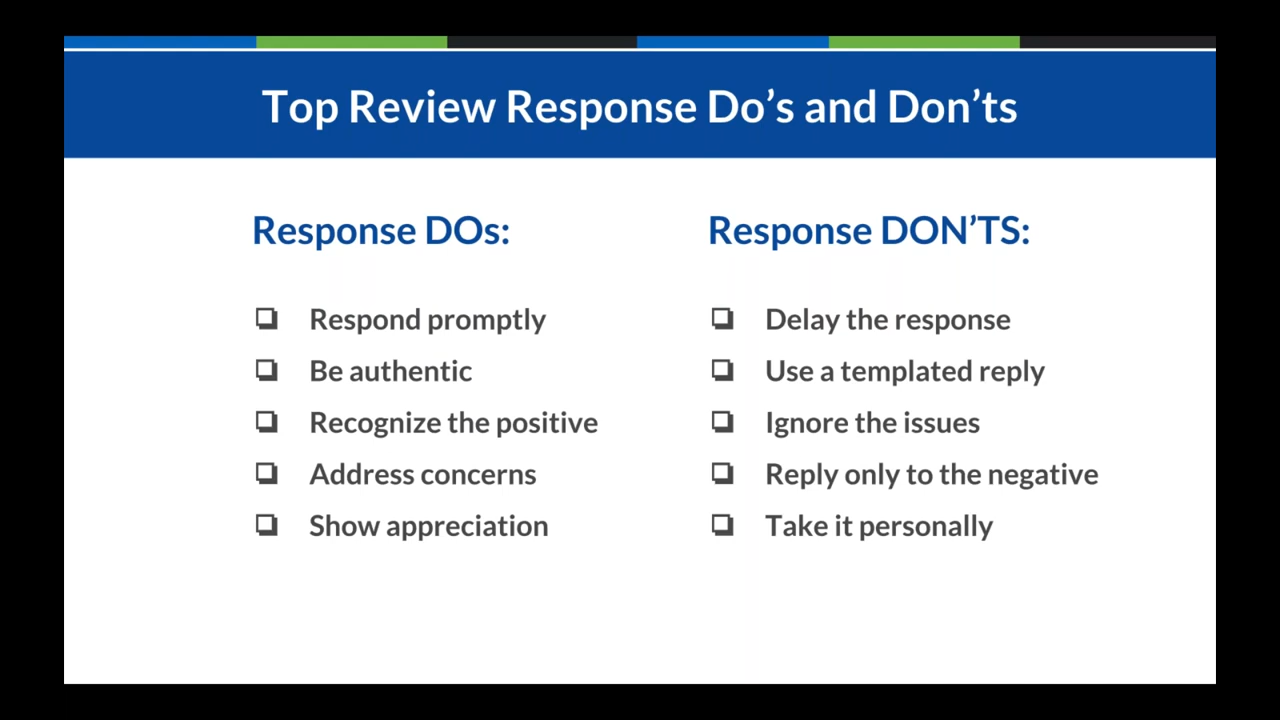 Top Review Response Do’s and Don’ts
Response DOs:
Respond promptly
Be authentic
Recognize the positive
Address concerns
Show appreciation
Response DON’TS:
Delay the response
Use a templated reply
Ignore the issues
Reply only to the negative
Take it personally